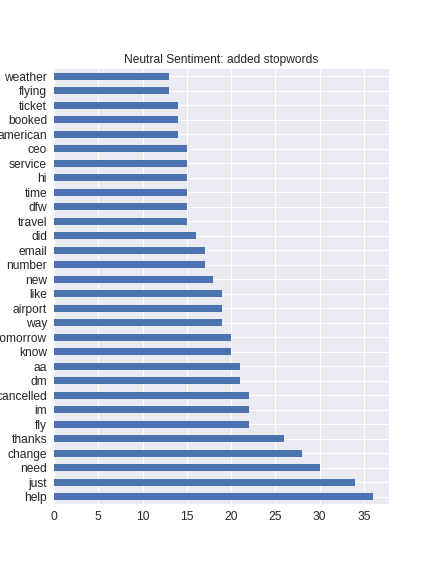 Neutral Sentiment: added stopwords
weather
flying
ticket
booked
american
ceo
service
hi
time
dfw
travel
did
email
number
new
like
airport
way
omorrow
know
aa
dm
cancelled
im
fly
thanks
change
need
just
help
0 5 10 15 20 25 30 35